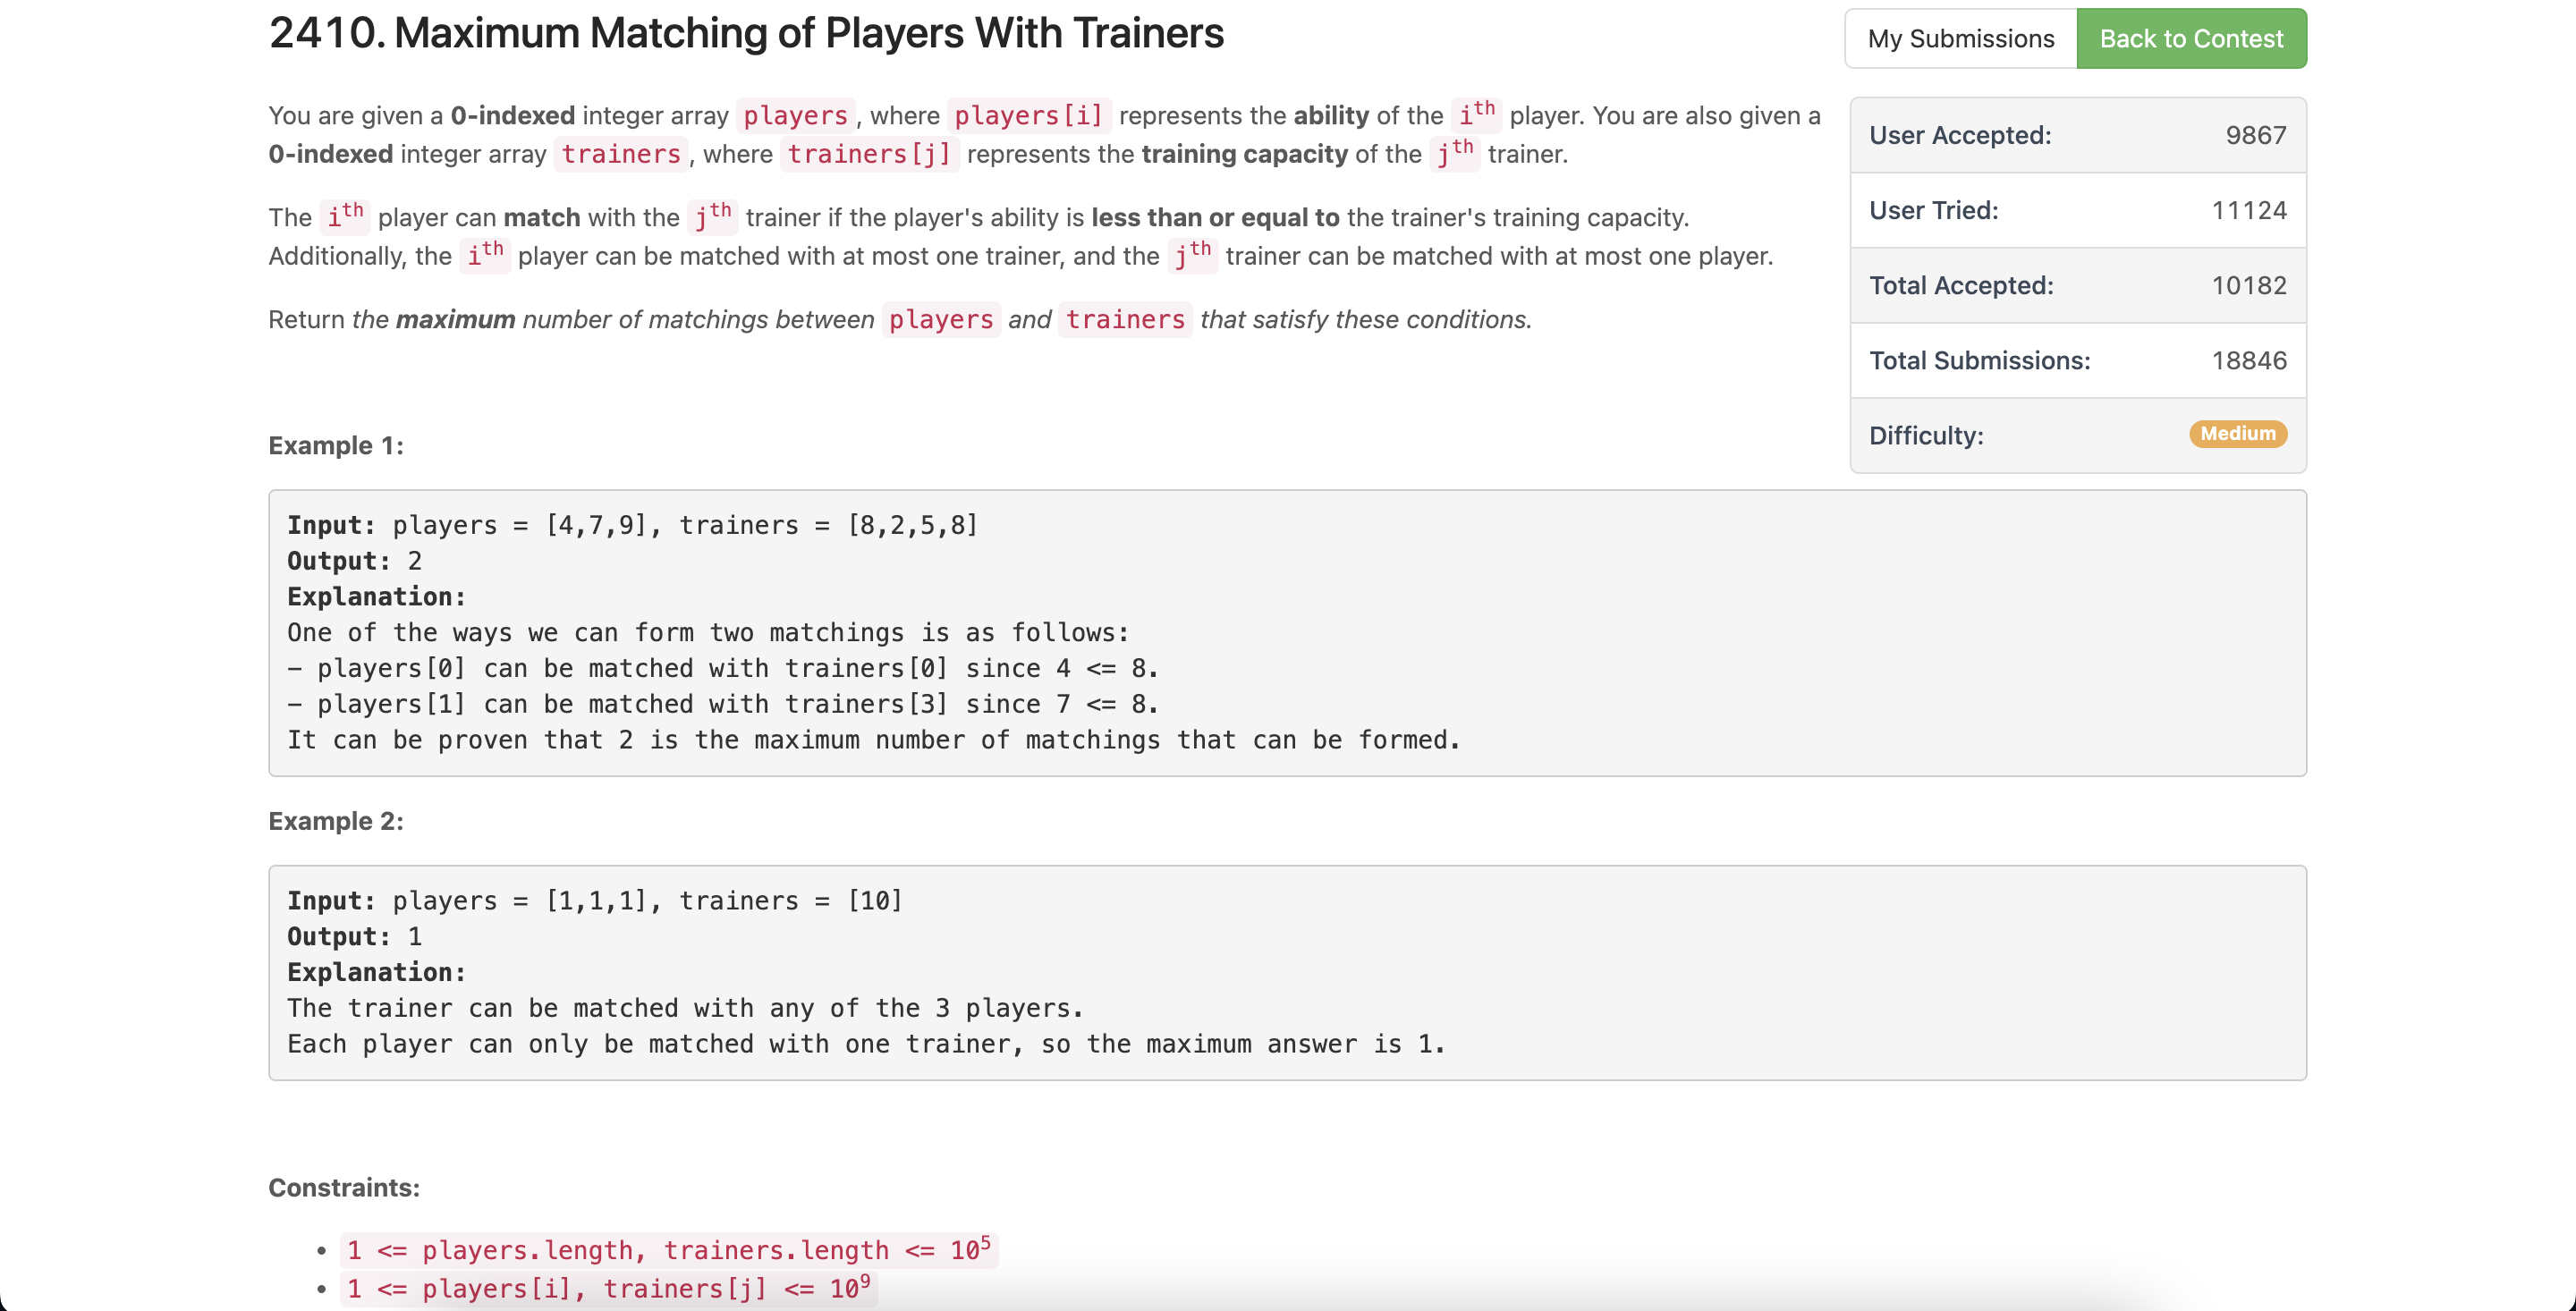 2410. Maximum Matching of Players With Trainers
My Submissions
Back to Contest
You are given a 0-indexed integer array players, where players[i] represents the ability of the ith player. You are also given a
0-indexed integer array trainers, where trainers[j] represents the training capacity of the jth trainer.
The ith player can match with the jth trainer if the player's ability is less than or equal to the trainer's training capacity.
Additionally, the ith player can be matched with at most one trainer, and the jth trainer can be matched with at most one player.
Return the maximum number of matchings between players and trainers that satisfy these conditions.
User Accepted: 9867
User Tried: 11124
Total Accepted: 10182
Total Submissions: 18846
Difficulty: Medium
Example 1:
Input: players = [4,7,9], trainers = [8,2,5,8]
Output: 2
Explanation:
One of the ways we can form two matchings is as follows:
- players[0] can be matched with trainers[0] since 4 <= 8.
- players[1] can be matched with trainers[3] since 7 <= 8.
It can be proven that 2 is the maximum number of matchings that can be formed.
Example 2:
Input: players = [1,1,1], trainers = [10]
Output: 1
Explanation:
The trainer can be matched with any of the 3 players.
Each player can only be matched with one trainer, so the maximum answer is 1.
Constraints:
• 1 <= players.length, trainers.length <= 10⁵
• 1 <= players[i], trainers[j] <= 10⁹